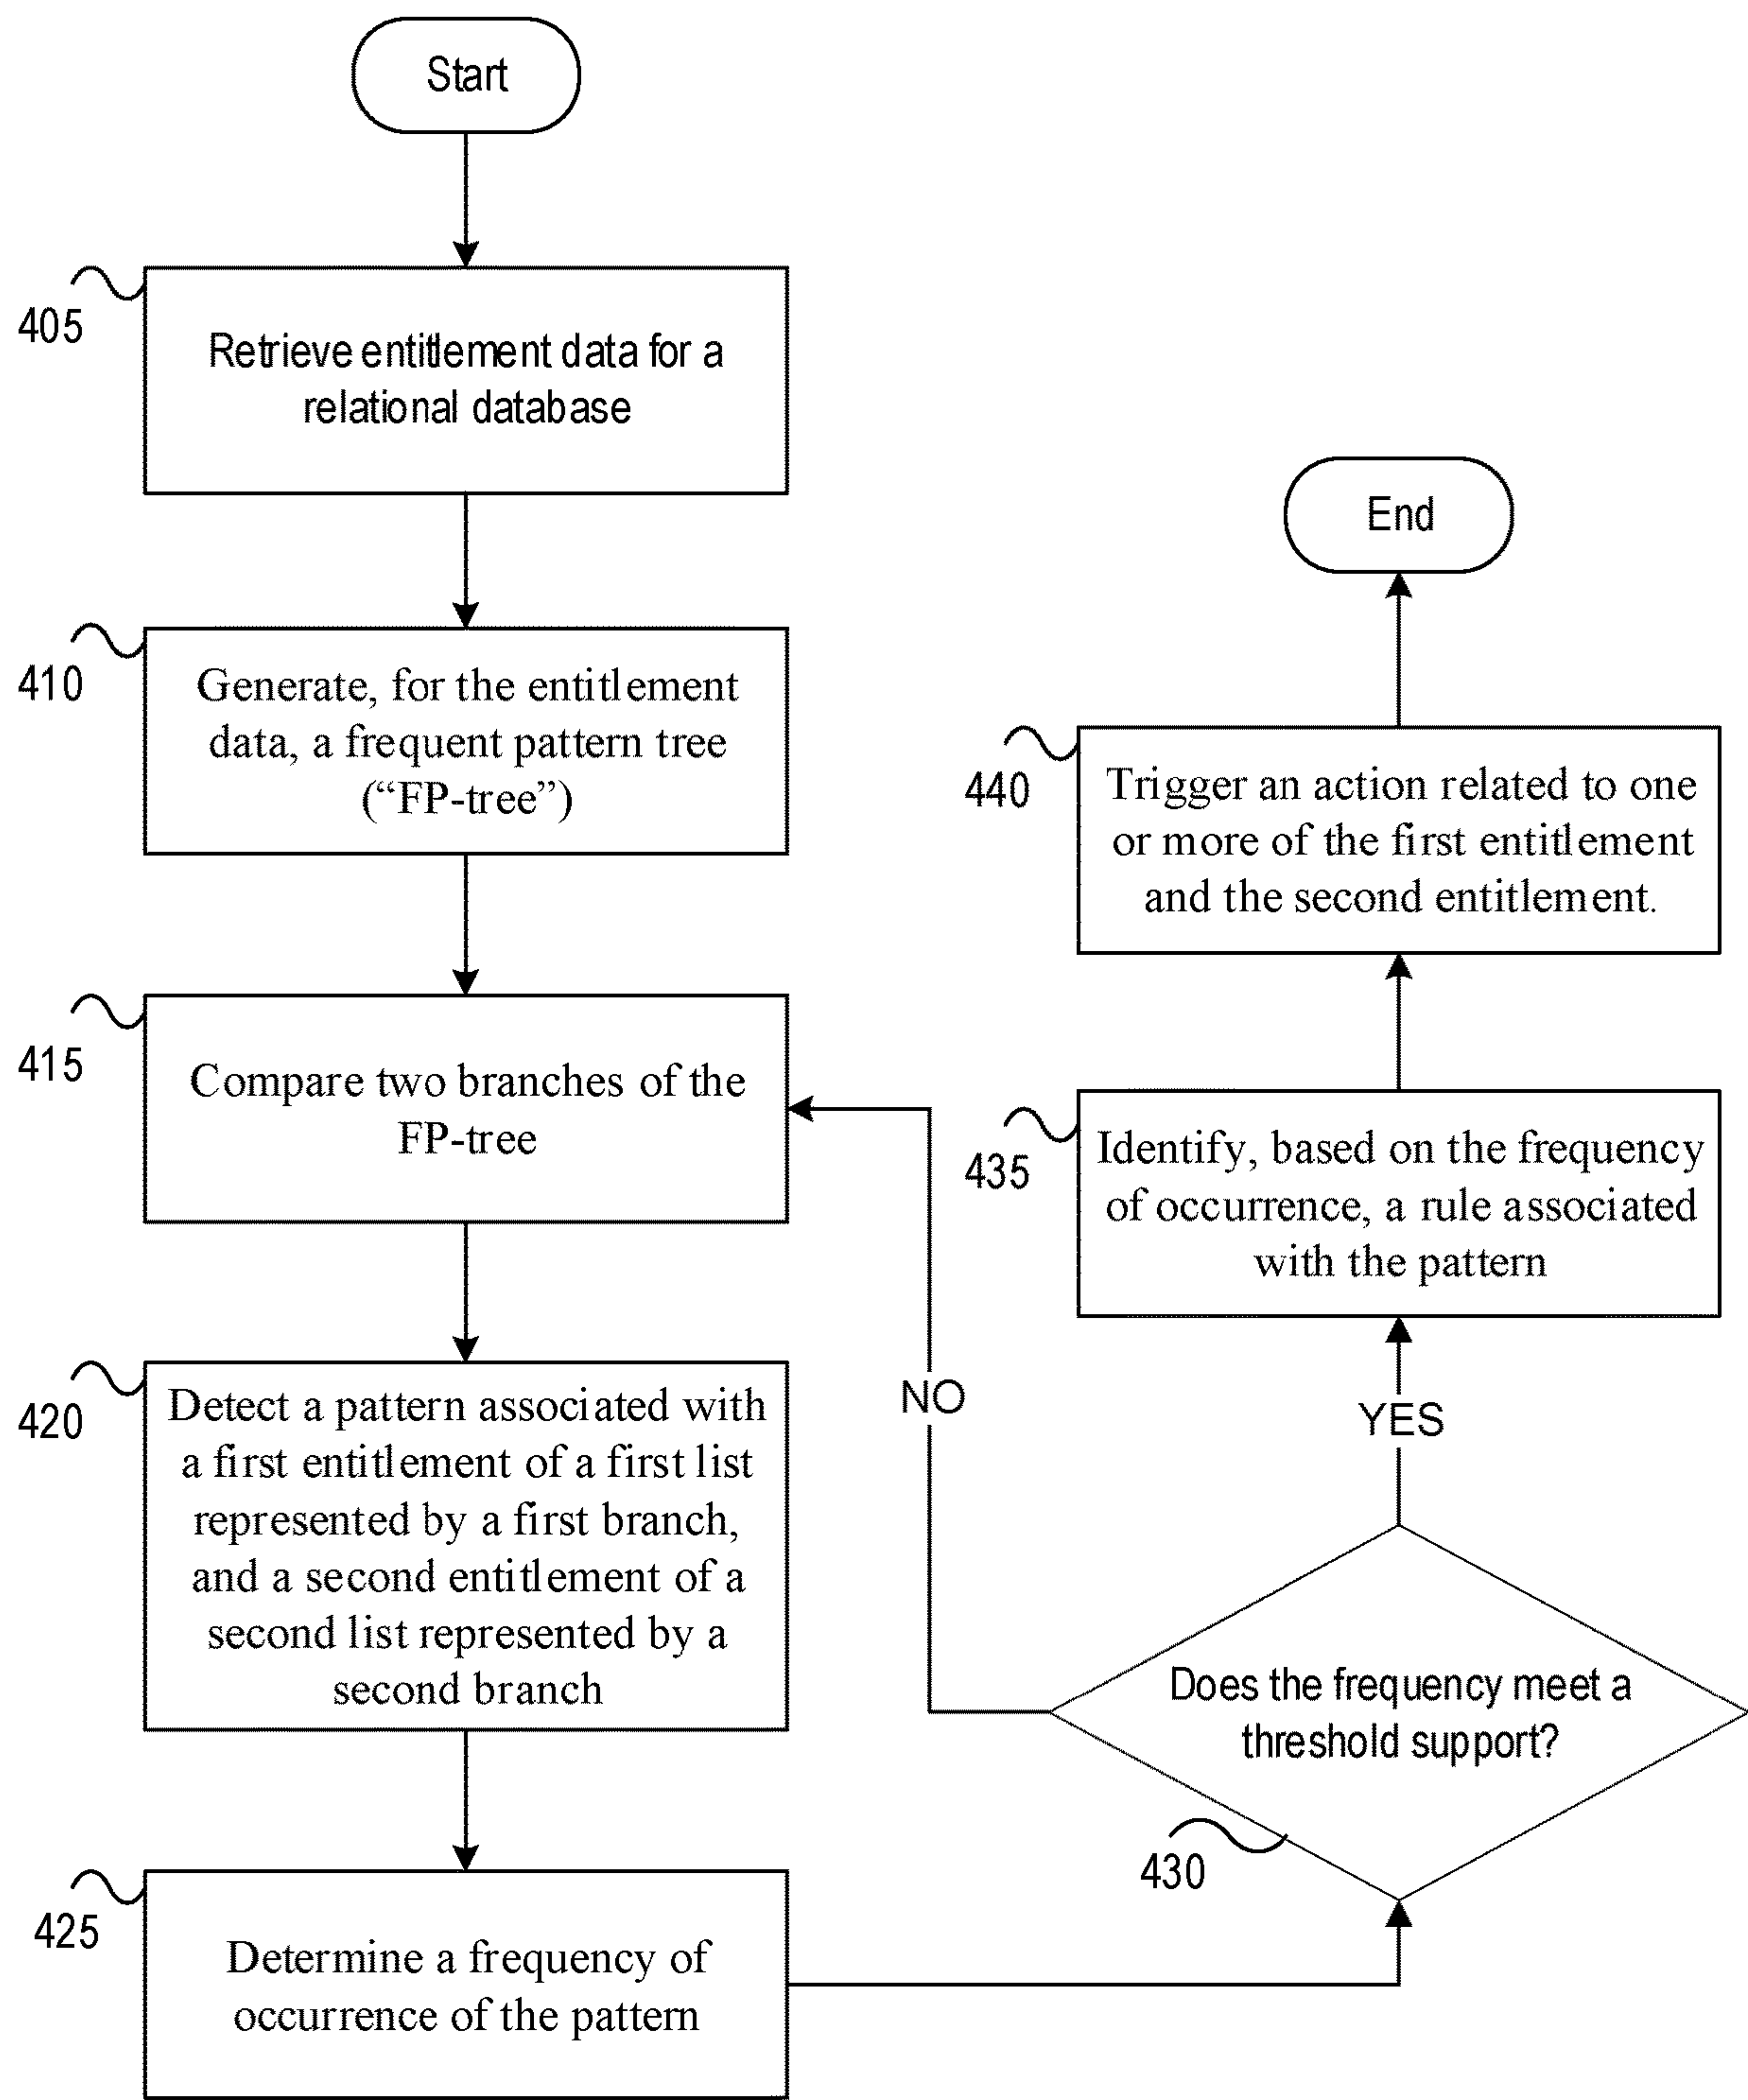 Start
405
Retrieve entitlement data for a
relational database
410
Generate, for the entitlement
data, a frequent pattern tree
(“FP-tree”)
415
Compare two branches of the
FP-tree
420
Detect a pattern associated with
a first entitlement of a first list
represented by a first branch,
and a second entitlement of a
second list represented by a
second branch
425
Determine a frequency of
occurrence of the pattern
430
Does the frequency meet a
threshold support?
NO
YES
435
Identify, based on the frequency
of occurrence, a rule associated
with the pattern
440
Trigger an action related to one
or more of the first entitlement
and the second entitlement.
End